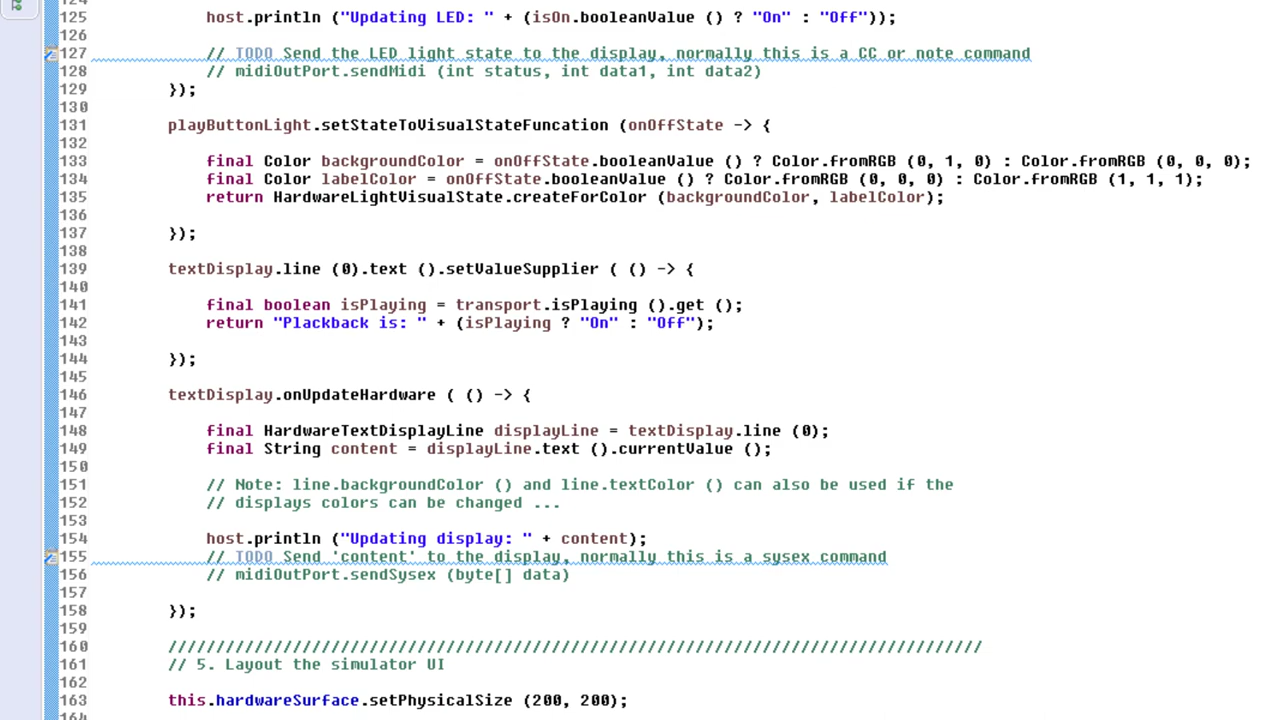 125 host.println ("Updating LED: " + (isOn.booleanValue () ? "On" : "Off"));
126
127 // TODO Send the LED light state to the display, normally this is a CC or note command
128 // midiOutPort.sendMidi (int status, int data1, int data2)
129 });
130
131 playButtonLight.setStateToVisualStateFuncation (onOffState -> {
132
133 final Color backgroundColor = onOffState.booleanValue () ? Color.fromRGB (0, 1, 0) : Color.fromRGB (0, 0, 0);
134 final Color labelColor = onOffState.booleanValue () ? Color.fromRGB (0, 0, 0) : Color.fromRGB (1, 1, 1);
135 return HardwareLightVisualState.createForColor (backgroundColor, labelColor);
136
137 });
138
139 textDisplay.line (0).text ().setValueSupplier ( () -> {
140
141 final boolean isPlaying = transport.isPlaying ().get ();
142 return "Plackback is: " + (isPlaying ? "On" : "Off");
143
144 });
145
146 textDisplay.onUpdateHardware ( () -> {
147
148 final HardwareTextDisplayLine displayLine = textDisplay.line (0);
149 final String content = displayLine.text ().currentValue ();
150
151 // Note: line.backgroundColor () and line.textColor () can also be used if the
152 // displays colors can be changed ...
153
154 host.println ("Updating display: " + content);
155 // TODO Send 'content' to the display, normally this is a sysex command
156 // midiOutPort.sendSysex (byte[] data)
157
158 });
159
160 /////////////////////////////////////////////////////////////////////////////////////
161 // 5. Layout the simulator UI
162
163 this.hardwareSurface.setPhysicalSize (200, 200);